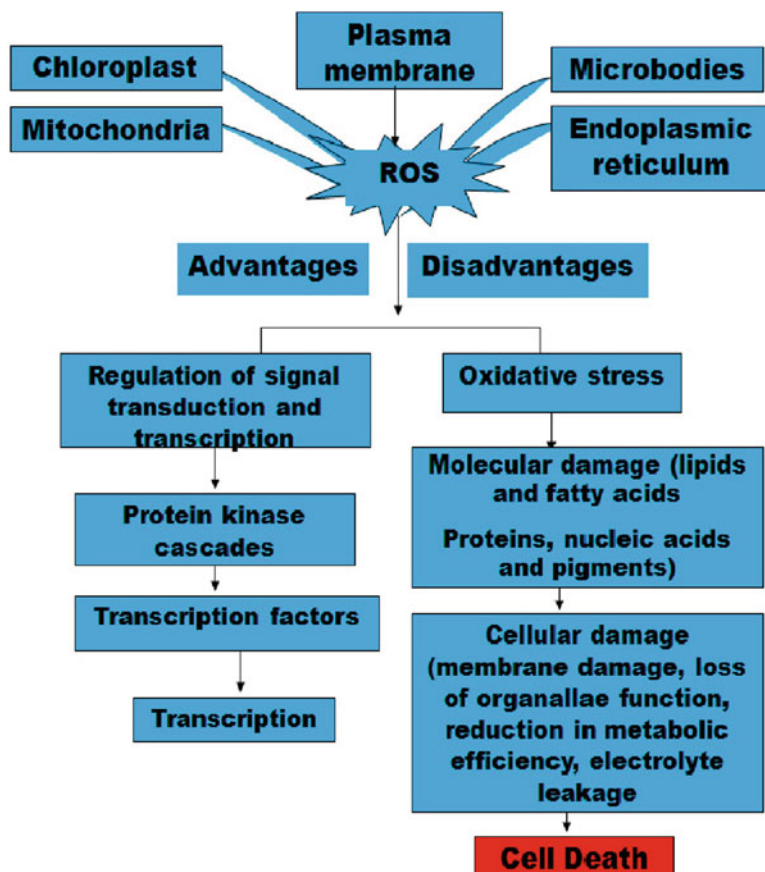 Chloroplast
Mitochondria
Plasma
membrane
Microbodies
Endoplasmic
reticulum
ROS
Advantages
Disadvantages
Regulation of signal
transduction and
transcription
Protein kinase
cascades
Transcription factors
Transcription
Oxidative stress
Molecular damage (lipids
and fatty acids
Proteins, nucleic acids
and pigments)
Cellular damage
(membrane damage, loss
of organallae function,
reduction in metabolic
efficiency, electrolyte
leakage
Cell Death